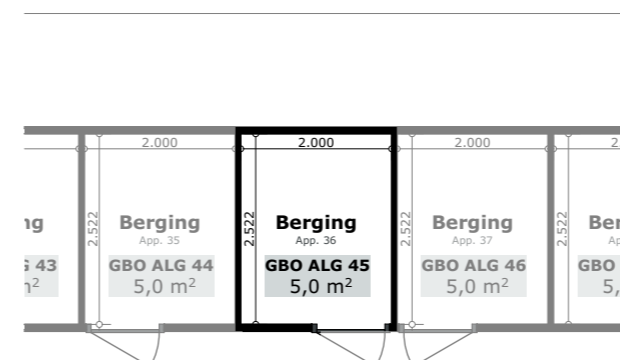 2.000
2.000
2.000
2.522
2.522
2.522
2.522
Berging
App. 35
GBO ALG 44
5,0 m²
Berging
App. 36
GBO ALG 45
5,0 m²
Berging
App. 37
GBO ALG 46
5,0 m²
43
GBO